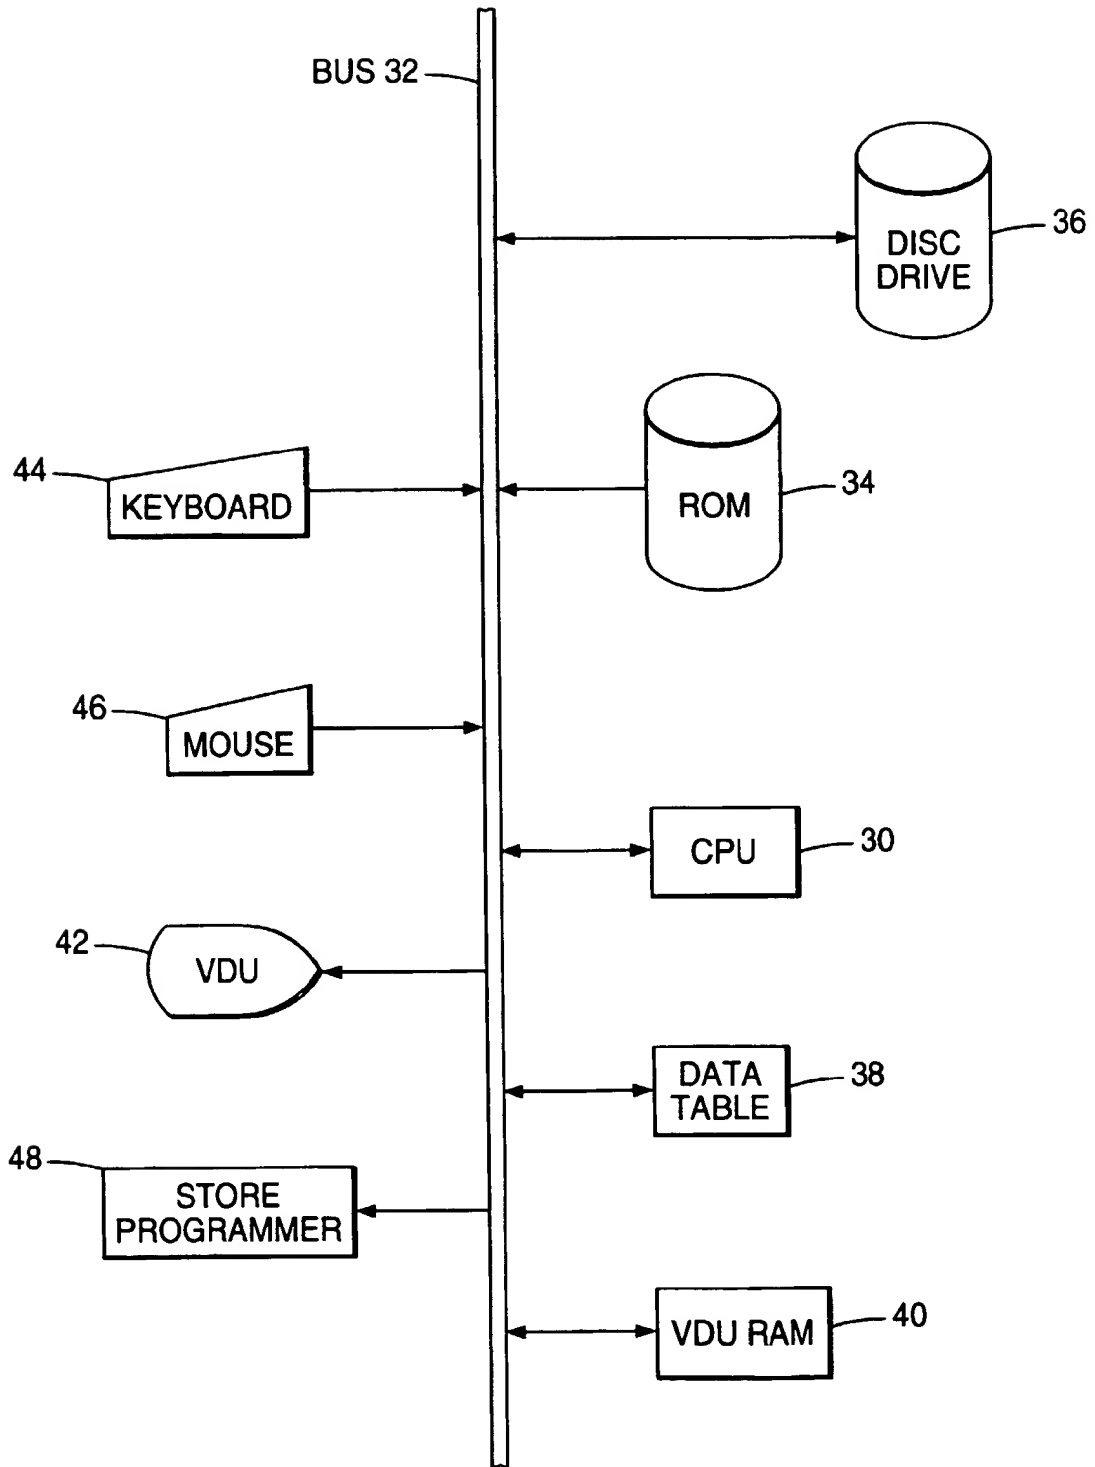 BUS 32
DISC
DRIVE
36
44
KEYBOARD
ROM
34
46
MOUSE
CPU
30
42
VDU
DATA
TABLE
38
48
STORE
PROGRAMMER
VDU RAM
40